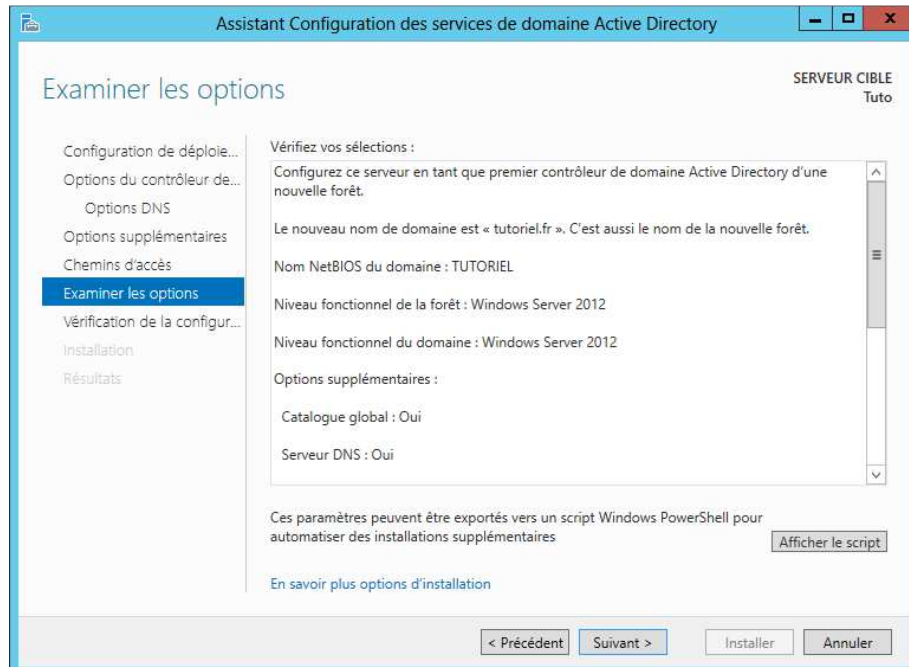 Assistant Configuration des services de domaine Active Directory
Examiner les options
SERVEUR CIBLE
Tuto
Configuration de déploie...
Options du contrôleur de...
Options DNS
Options supplémentaires
Chemins d'accès
Examiner les options
Vérification de la configur...
Installation
Résultats
Vérifiez vos sélections :
Configurez ce serveur en tant que premier contrôleur de domaine Active Directory d'une
nouvelle forêt.
Le nouveau nom de domaine est « tutoriel.fr ». C'est aussi le nom de la nouvelle forêt.
Nom NetBIOS du domaine : TUTORIEL
Niveau fonctionnel de la forêt : Windows Server 2012
Niveau fonctionnel du domaine : Windows Server 2012
Options supplémentaires :
Catalogue global : Oui
Serveur DNS : Oui
Ces paramètres peuvent être exportés vers un script Windows PowerShell pour
automatiser des installations supplémentaires
Afficher le script
En savoir plus options d'installation
< Précédent Suivant > Installer Annuler